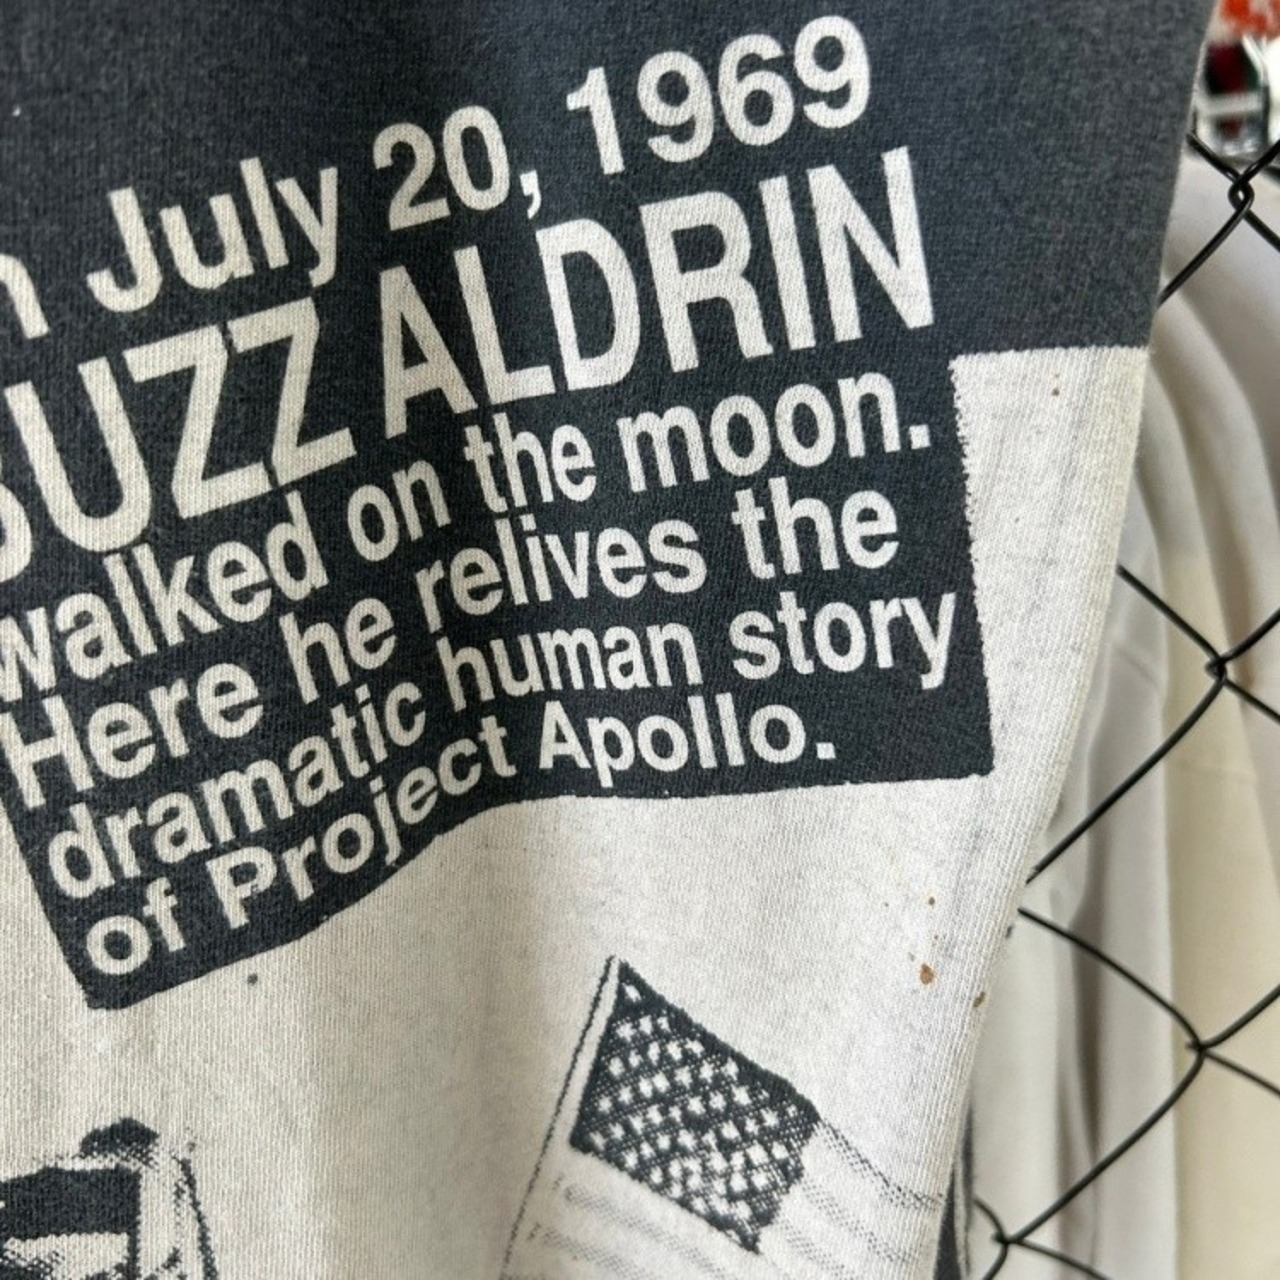 n July 20, 1969
BUZZ ALDRIN
walked on the moon.
Here he relives the
dramatic human story
of Project Apollo.